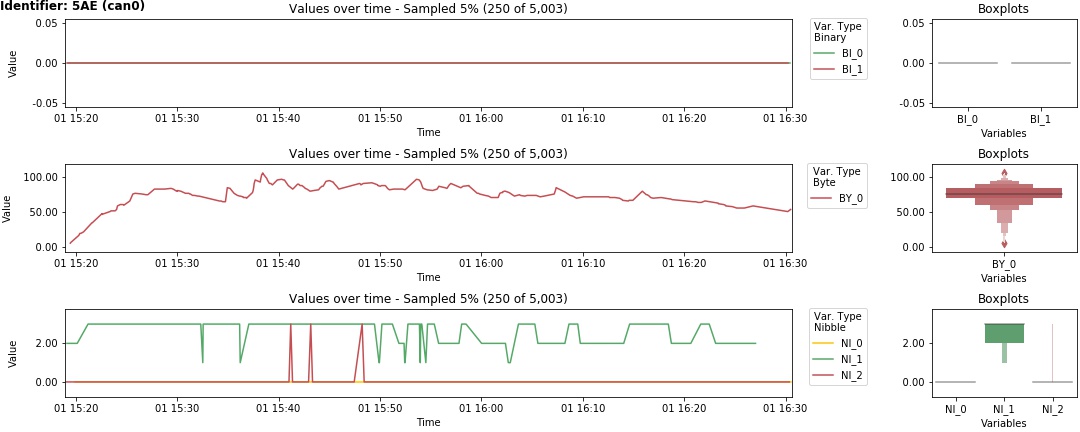 Identifier: 5AE (can0)
Values over time - Sampled 5% (250 of 5,003)
Boxplots
Value
0.05
0.00
-0.05
01 15:20 01 15:30 01 15:40 01 15:50 01 16:00 01 16:10 01 16:20 01 16:30
Time
Var. Type
Binary
BI_0
BI_1
0.05
0.00
-0.05
BI_0 BI_1
Variables
Values over time - Sampled 5% (250 of 5,003)
Boxplots
Value
100.00
50.00
0.00
01 15:20 01 15:30 01 15:40 01 15:50 01 16:00 01 16:10 01 16:20 01 16:30
Time
Var. Type
Byte
BY_0
100.00
50.00
0.00
BY_0
Variables
Values over time - Sampled 5% (250 of 5,003)
Boxplots
Value
2.00
0.00
01 15:20 01 15:30 01 15:40 01 15:50 01 16:00 01 16:10 01 16:20 01 16:30
Time
Var. Type
Nibble
NI_0
NI_1
NI_2
2.00
0.00
NI_0 NI_1 NI_2
Variables